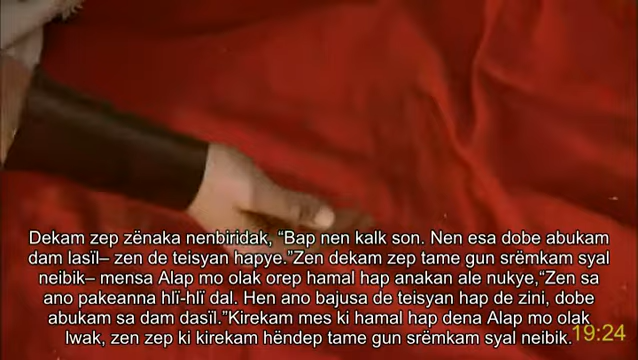 Dekam zep zënaka nenbiridak, “Bap nen kalk son. Nen esa dobe abukam
dam lasïl– zen de teisyan hapye.”Zen dekam zep tame gun srëmkam syal
neibik– mensa Alap mo olak orep hamal hap anakan ale nukye,“Zen sa
ano pakeanna hlï-hlï dal. Hen ano bajusa de teisyan hap de zini, dobe
abukam sa dam dasïl.”Kirekam mes ki hamal hap dena Alap mo olak
lwak, zen zep ki kirekam hëndep tame gun srëmkam syal neibik.
19:24